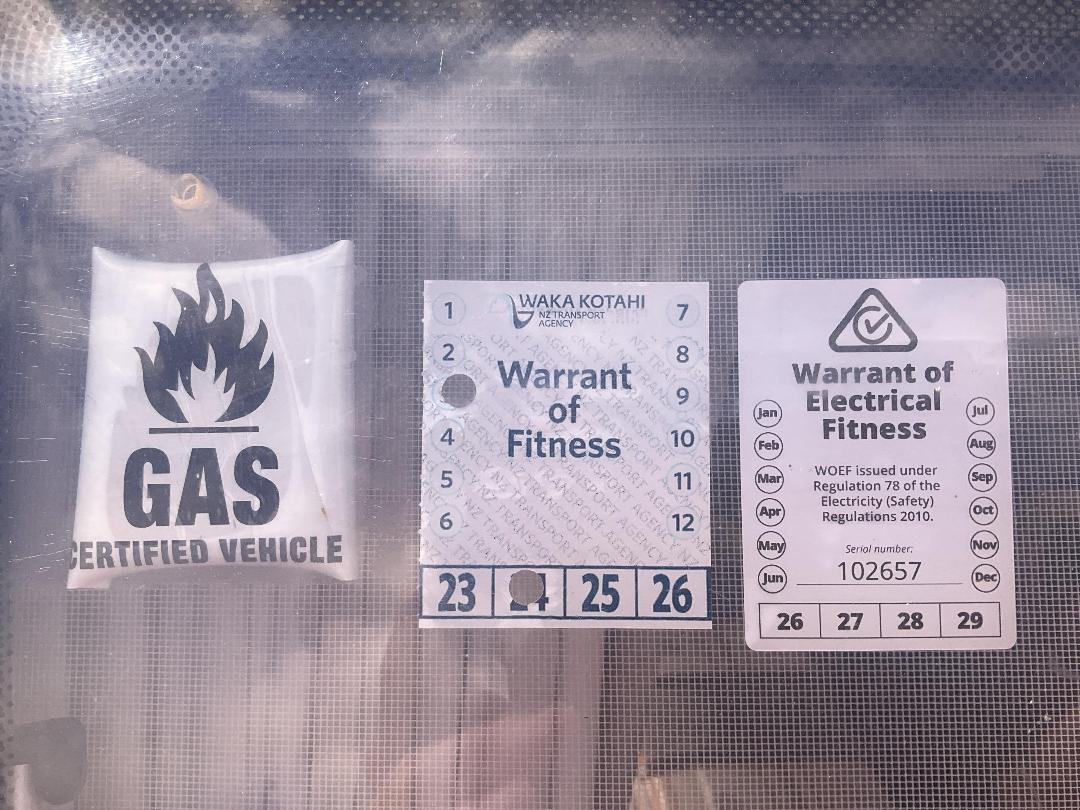 GAS
CERTIFIED VEHICLE
WAKA KOTAHI
NZ TRANSPORT
AGENCY
Warrant
of
Fitness
1
2
4
5
6
7
8
9
10
11
12
23
25
26
Warrant of
Electrical
Fitness
Jan
Feb
Mar
Apr
May
Jun
Jul
Aug
Sep
Oct
Nov
Dec
WOEF issued under
Regulation 78 of the
Electricity (Safety)
Regulations 2010.
Serial number:
102657
26 27 28 29